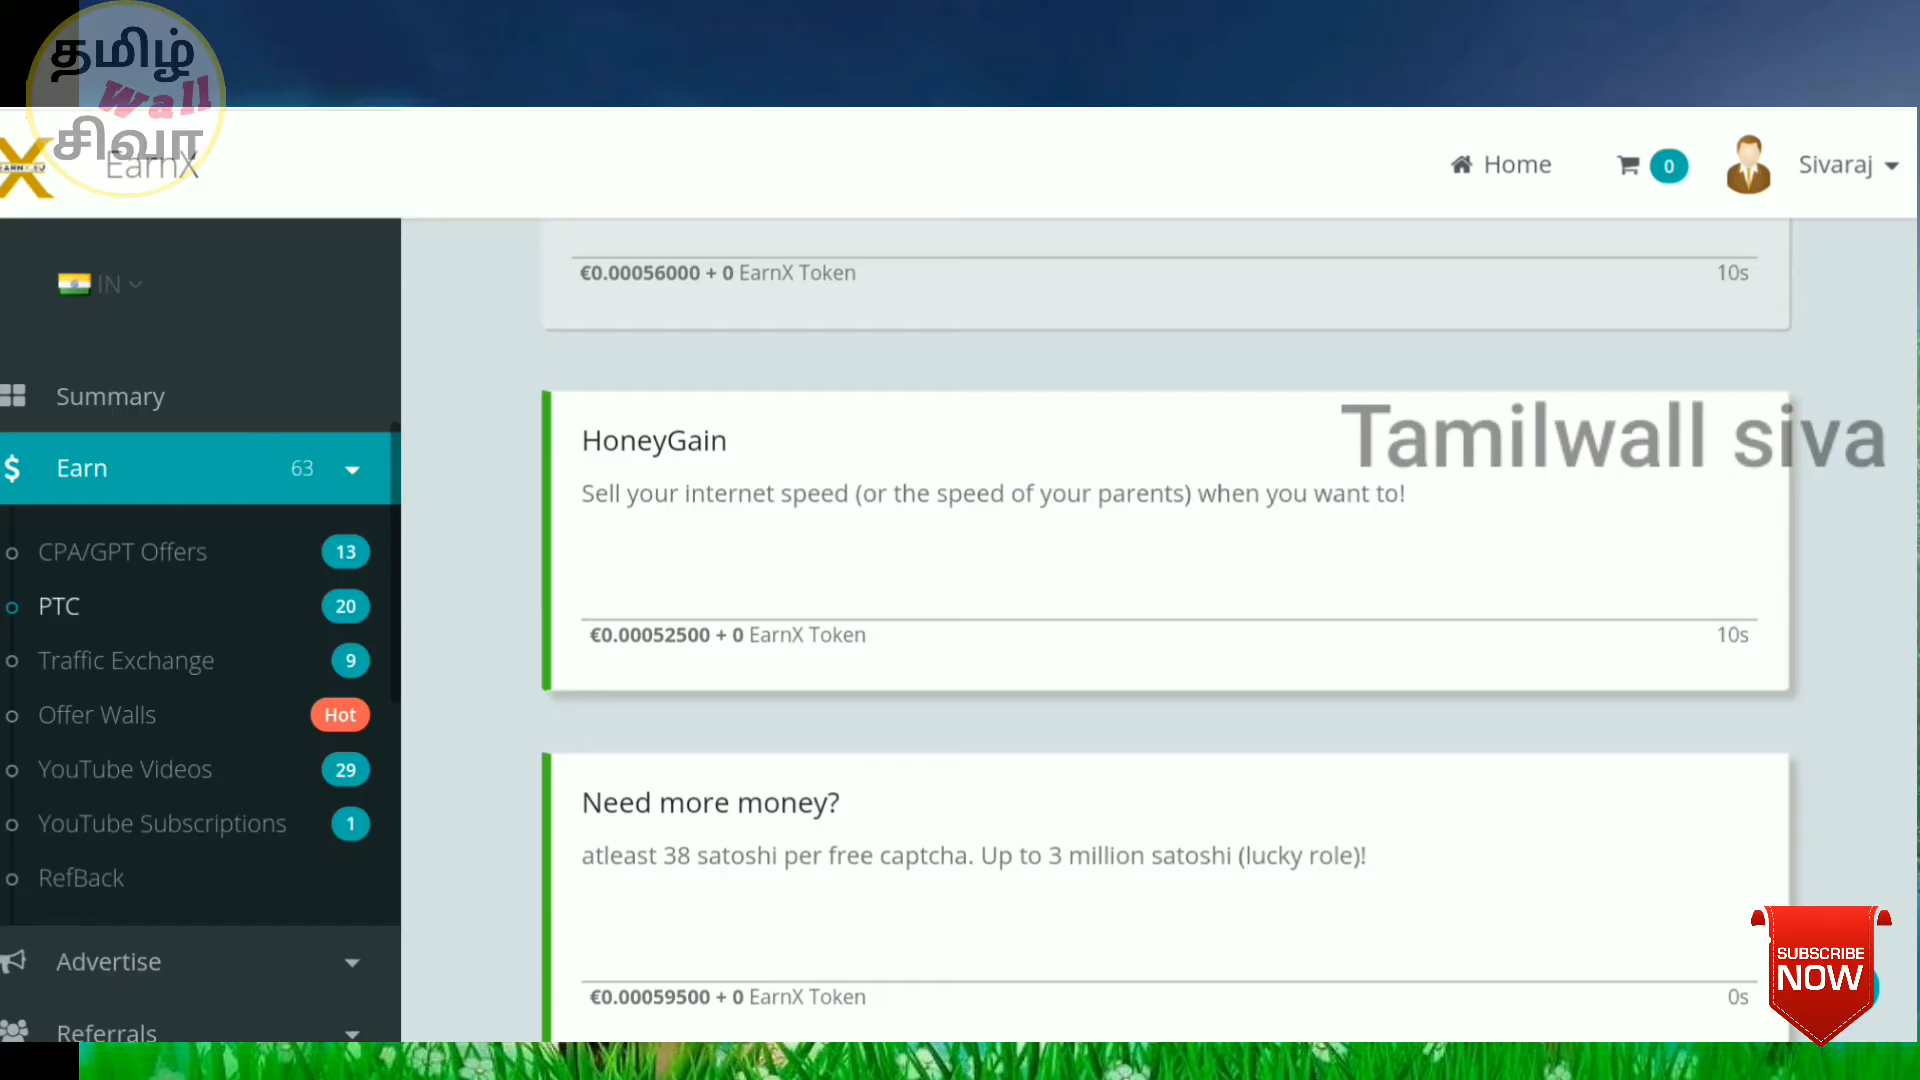 தமிழ்
wall
சிவா
EARNX.EU
EarnX
Home
0
Sivaraj
IN
Summary
Earn 63
CPA/GPT Offers 13
PTC 20
Traffic Exchange 9
Offer Walls Hot
YouTube Videos 29
YouTube Subscriptions 1
RefBack
Advertise
Referrals
€0.00056000 + 0 EarnX Token 10s
HoneyGain
Tamilwall siva
Sell your internet speed (or the speed of your parents) when you want to!
€0.00052500 + 0 EarnX Token 10s
Need more money?
atleast 38 satoshi per free captcha. Up to 3 million satoshi (lucky role)!
€0.00059500 + 0 EarnX Token 0s
SUBSCRIBE
NOW